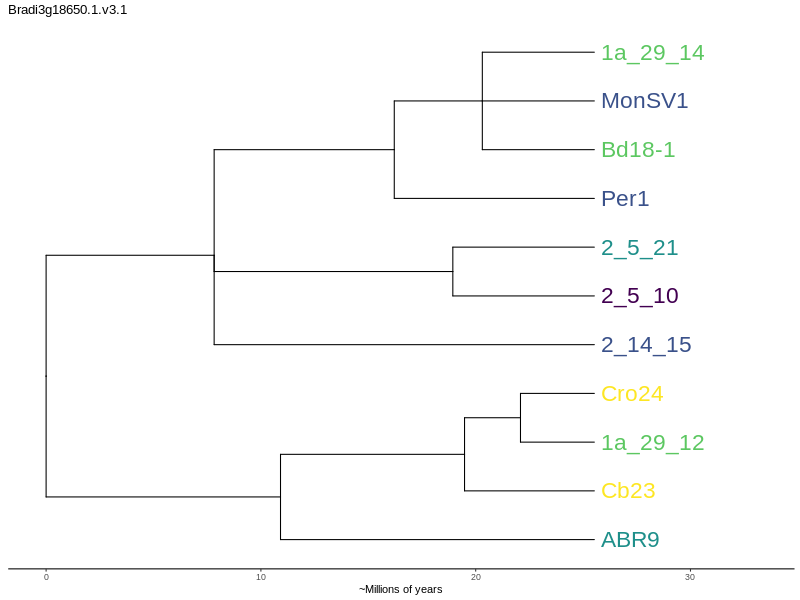 Bradi3g18650.1.v3.1
1a_29_14
MonSV1
Bd18-1
Per1
2_5_21
2_5_10
2_14_15
Cro24
1a_29_12
Cb23
ABR9
0 10 20 30
~Millions of years